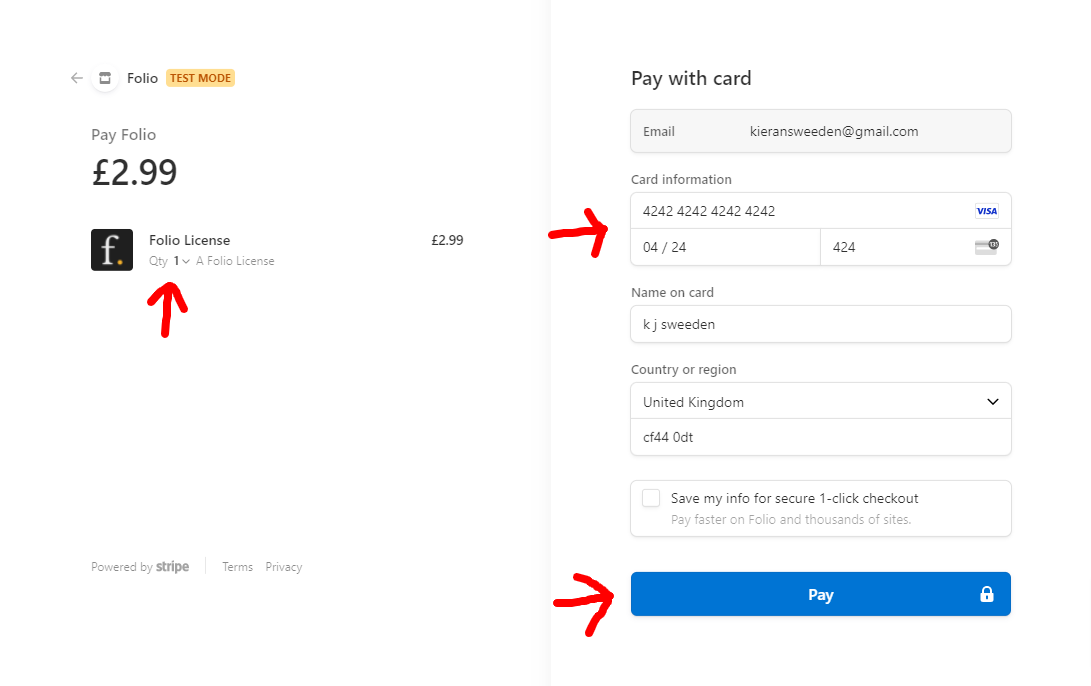 Folio TEST MODE
Pay Folio
£2.99
f.
Folio License £2.99
Qty 1 A Folio License
Powered by stripe Terms Privacy
Pay with card
Email kieransweeden@gmail.com
Card information
4242 4242 4242 4242 VISA
04 / 24 424
Name on card
k j sweeden
Country or region
United Kingdom
cf44 0dt
Save my info for secure 1-click checkout
Pay faster on Folio and thousands of sites.
Pay